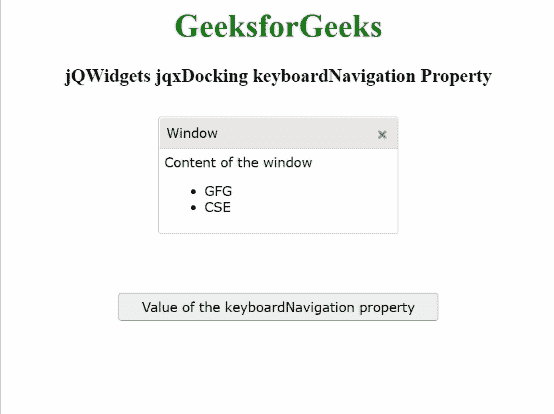 GeeksforGeeks
jQWidgets jqxDocking keyboardNavigation Property
Window
Content of the window
GFG
CSE
Value of the keyboardNavigation property